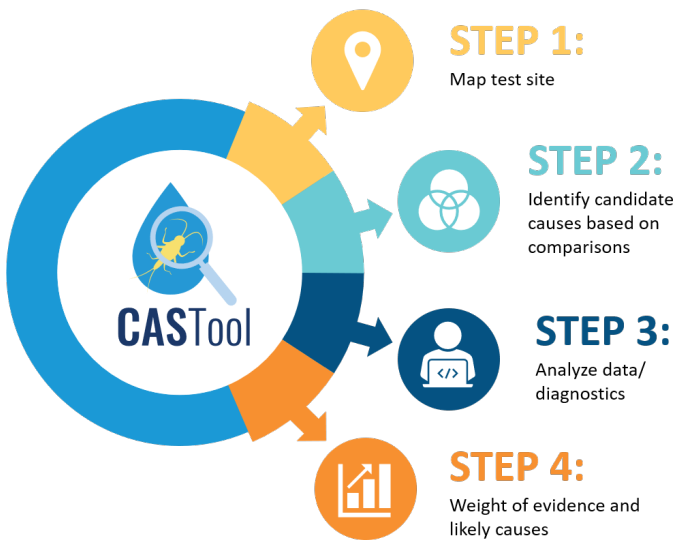 STEP 1:
Map test site
STEP 2:
Identify candidate
causes based on
comparisons
CASTool
STEP 3:
Analyze data/
diagnostics
</>
STEP 4:
Weight of evidence and
likely causes